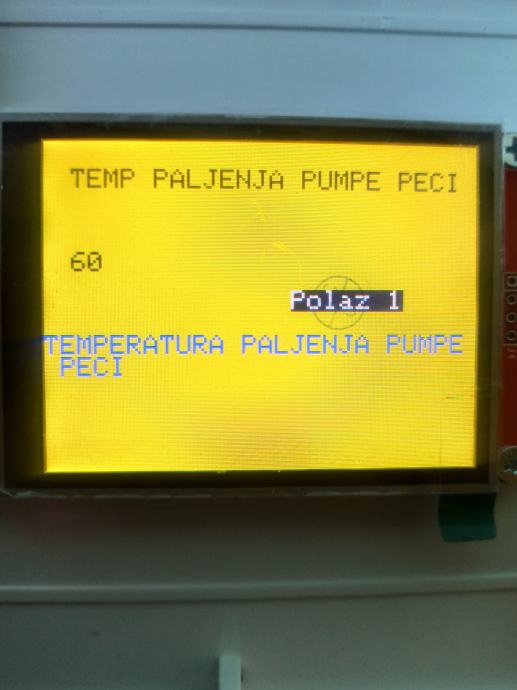 TEMP PALJENJA PUMPE PECI
60
Polaz 1
TEMPERATURA PALJENJA PUMPE
PECI